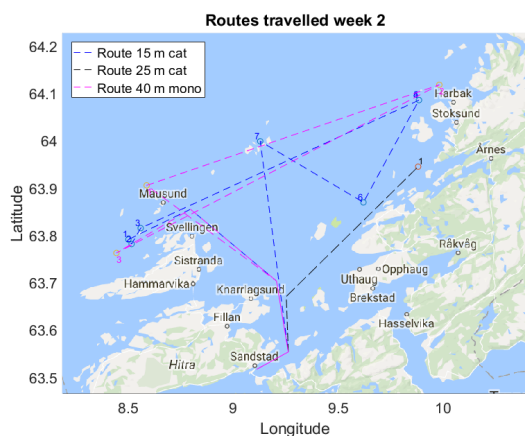 Routes travelled week 2
64.2
64.1
64
63.9
63.8
63.7
63.6
63.5
Latitude
Route 15 m cat
Route 25 m cat
Route 40 m mono
Harbak
Stoksund
Årnes
7
1
6
Mausund
3
1
2
3
Svellingen
Sistranda
Hammarvika
Knarrlagsund
Fillan
Sandstad
Hitra
Råkvåg
Uthaug
Opphaug
Brekstad
Hasselvika
8.5
9
9.5
10
Longitude